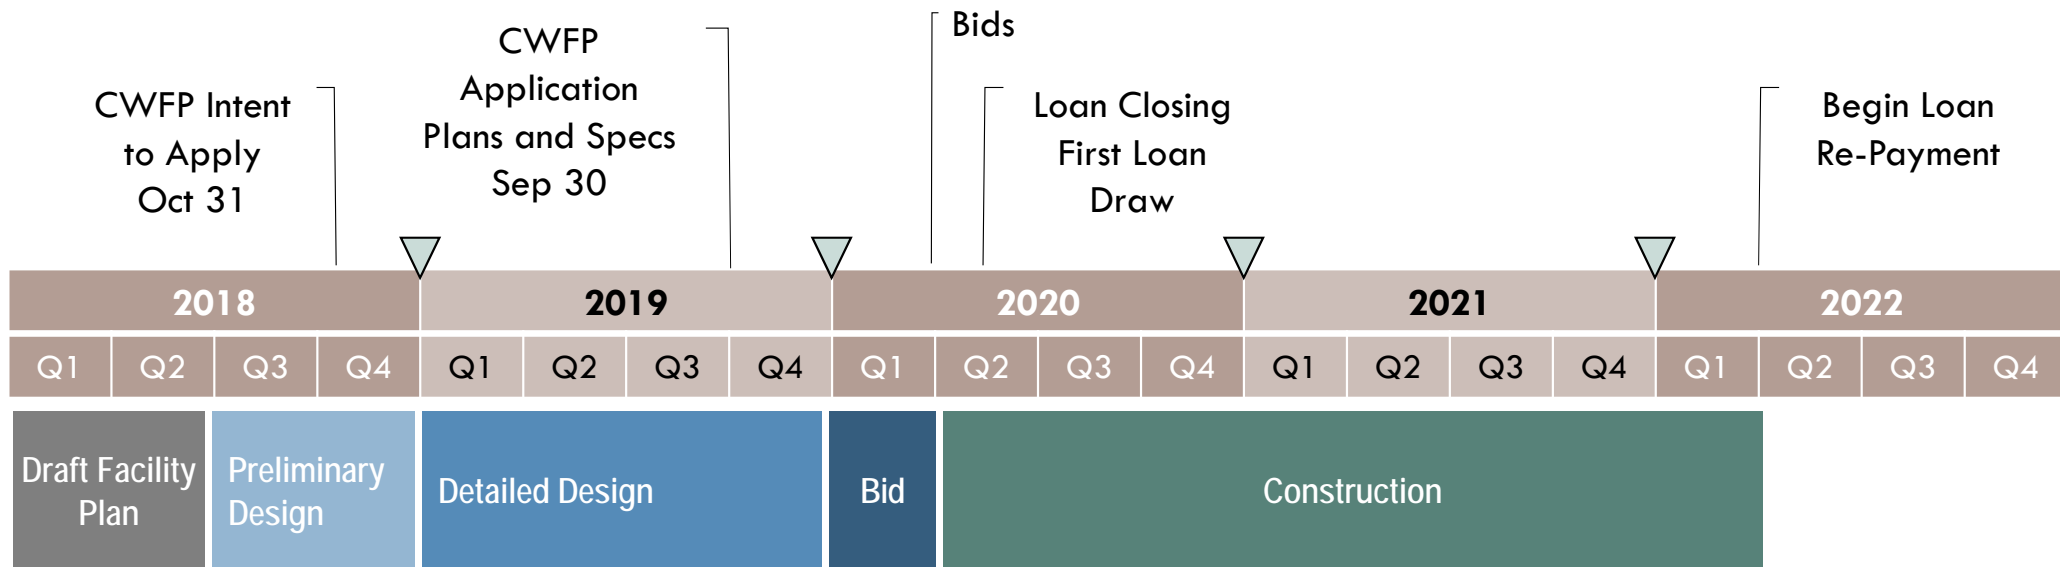 CWFP Intent
to Apply
Oct 31
CWFP
Application
Plans and Specs
Sep 30
Bids
Loan Closing
First Loan
Draw
Begin Loan
Re-Payment
2018 2019 2020 2021 2022
Q1 Q2 Q3 Q4 Q1 Q2 Q3 Q4 Q1 Q2 Q3 Q4 Q1 Q2 Q3 Q4 Q1 Q2 Q3 Q4
Draft Facility
Plan
Preliminary
Design
Detailed Design
Bid
Construction